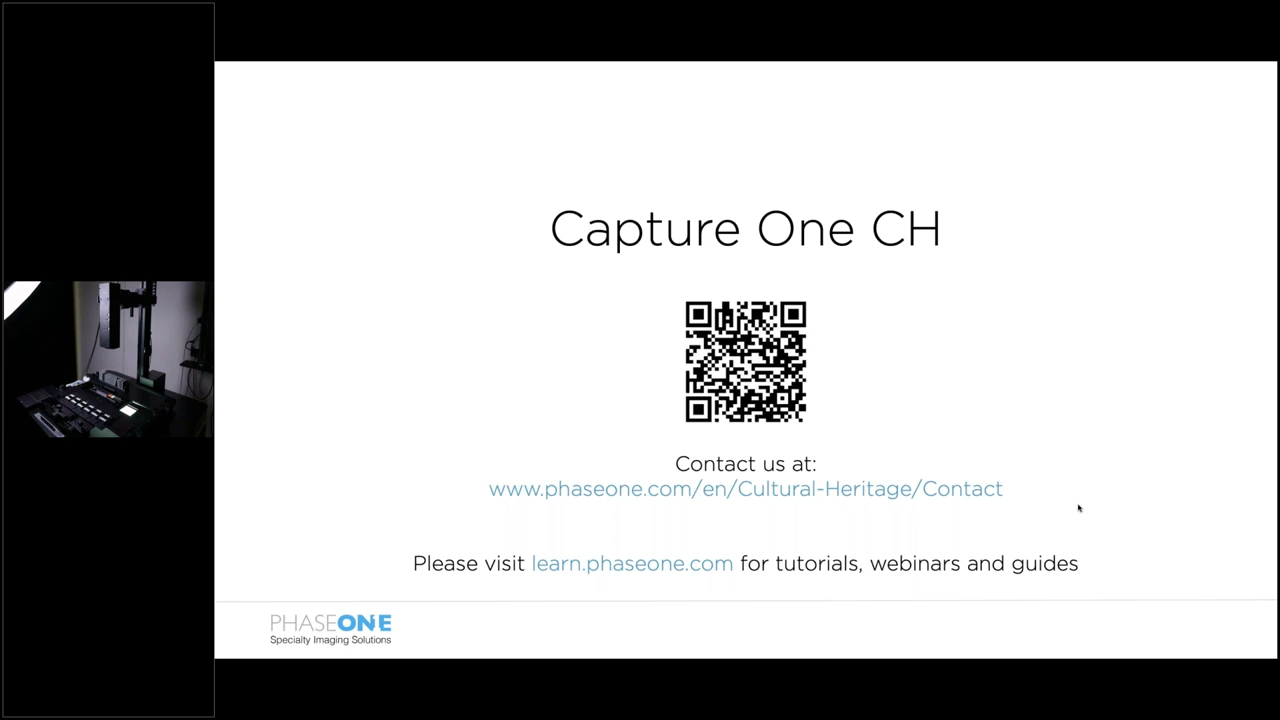 Capture One CH
Contact us at:
www.phaseone.com/en/Cultural-Heritage/Contact
Please visit learn.phaseone.com for tutorials, webinars and guides
PHASEONE
Specialty Imaging Solutions